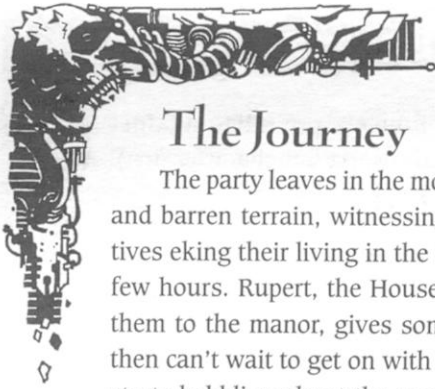 The Journey
The party leaves in the mo
and barren terrain, witnessin
tives eking their living in the
few hours. Rupert, the House
them to the manor, gives som
then can't wait to get on with